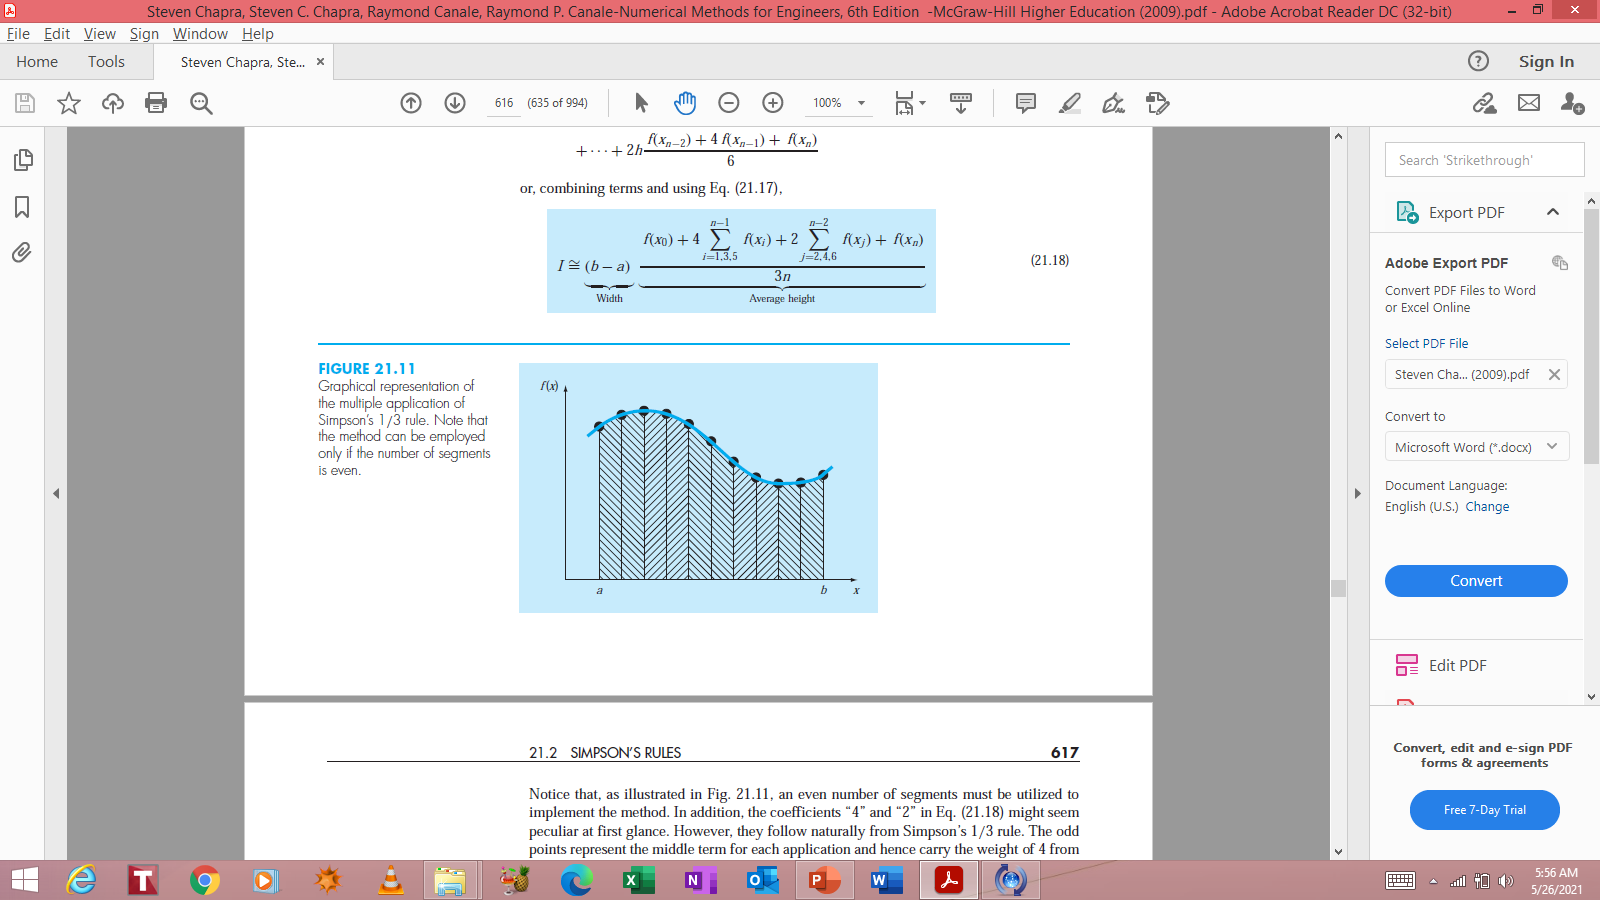 Steven Chapra, Steven C. Chapra, Raymond Canale, Raymond P. Canale-Numerical Methods for Engineers, 6th Edition -McGraw-Hill Higher Education (2009).pdf - Adobe Acrobat Reader DC (32-bit)
File Edit View Sign Window Help
Home Tools Steven Chapra, Ste... × ? Sign In
616 (635 of 994) 100%
+ · · · + 2h f(xₙ₋₂) + 4 f(xₙ₋₁) + f(xₙ) / 6
or, combining terms and using Eq. (21.17),
I ≅ (b − a) f(x₀) + 4 ∑ i=1,3,5 n−1 f(xᵢ) + 2 ∑ j=2,4,6 n−2 f(xⱼ) + f(xₙ) / 3n
Width Average height
(21.18)
FIGURE 21.11
Graphical representation of
the multiple application of
Simpson's 1/3 rule. Note that
the method can be employed
only if the number of segments
is even.
f(x)
a b x
21.2 SIMPSON'S RULES 617
Notice that, as illustrated in Fig. 21.11, an even number of segments must be utilized to
implement the method. In addition, the coefficients “4” and “2” in Eq. (21.18) might seem
peculiar at first glance. However, they follow naturally from Simpson's 1/3 rule. The odd
points represent the middle term for each application and hence carry the weight of 4 from
Search 'Strikethrough'
Export PDF
Adobe Export PDF
Convert PDF Files to Word
or Excel Online
Select PDF File
Steven Cha... (2009).pdf
Convert to
Microsoft Word (*.docx)
Document Language:
English (U.S.) Change
Convert
Edit PDF
Convert, edit and e-sign PDF
forms & agreements
Free 7-Day Trial
5:56 AM
5/26/2021